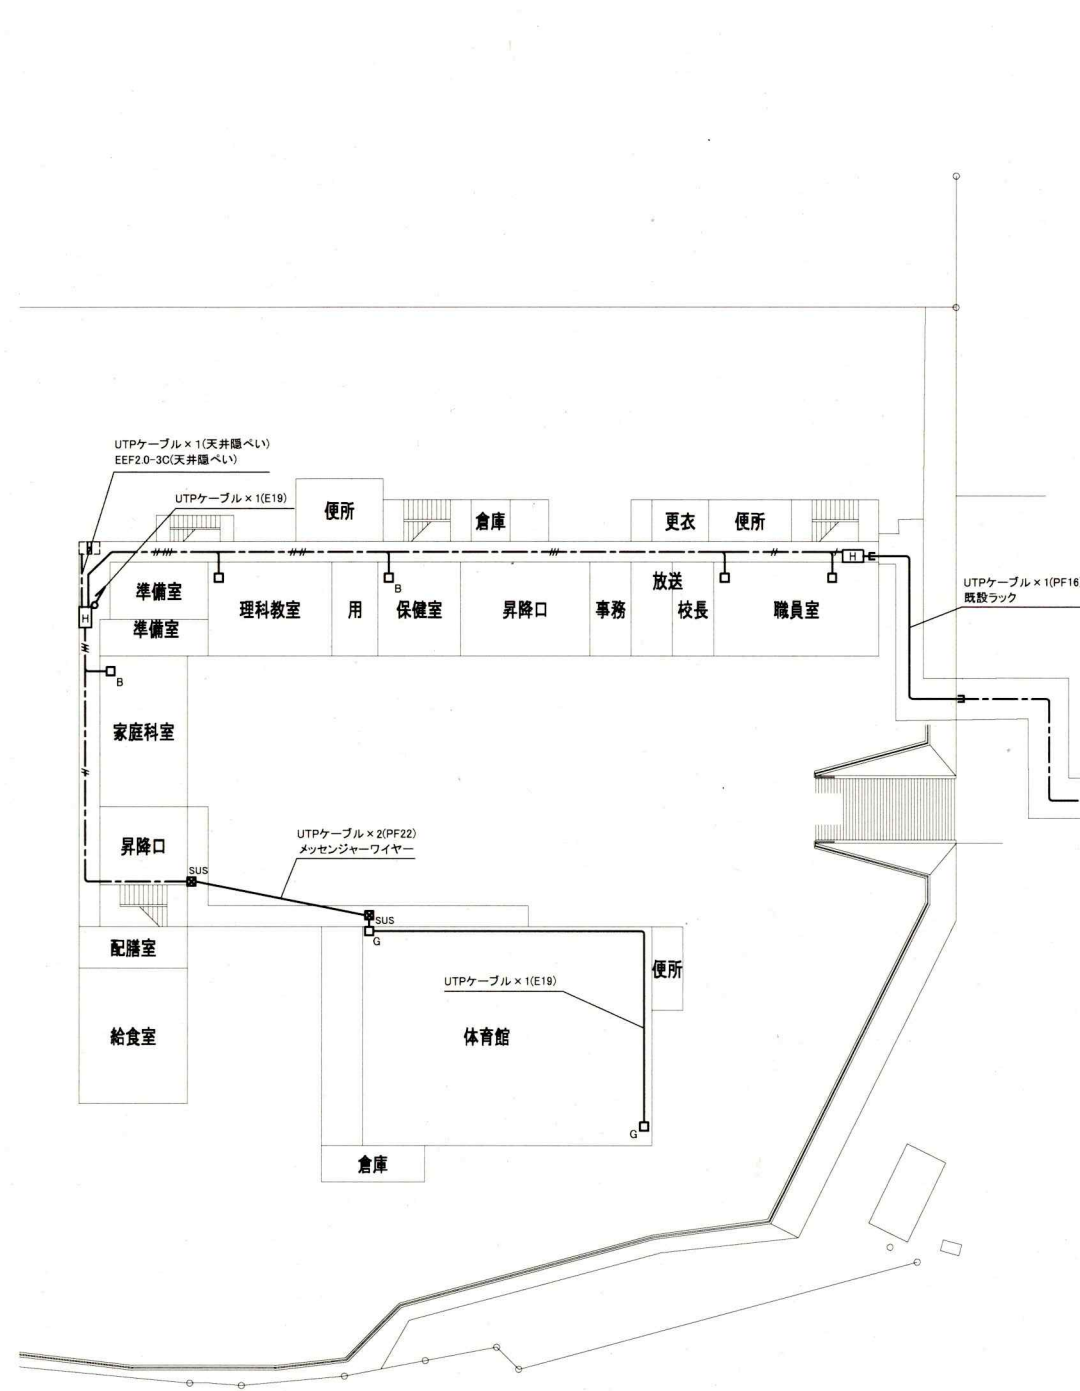 UTPケーブル×1(天井隠ぺい)
EEF2.0-3C(天井隠ぺい)
UTPケーブル×1(E19)
便所
倉庫
更衣
便所
H
準備室
準備室
理科教室
用
保健室
B
昇降口
事務
放送
校長
職員室
UTPケーブル×1(PF16
既設ラック
H
B
家庭科室
昇降口
SUS
UTPケーブル×2(PF22)
メッセンジャーワイヤー
SUS
G
配膳室
給食室
便所
UTPケーブル×1(E19)
体育館
G
倉庫